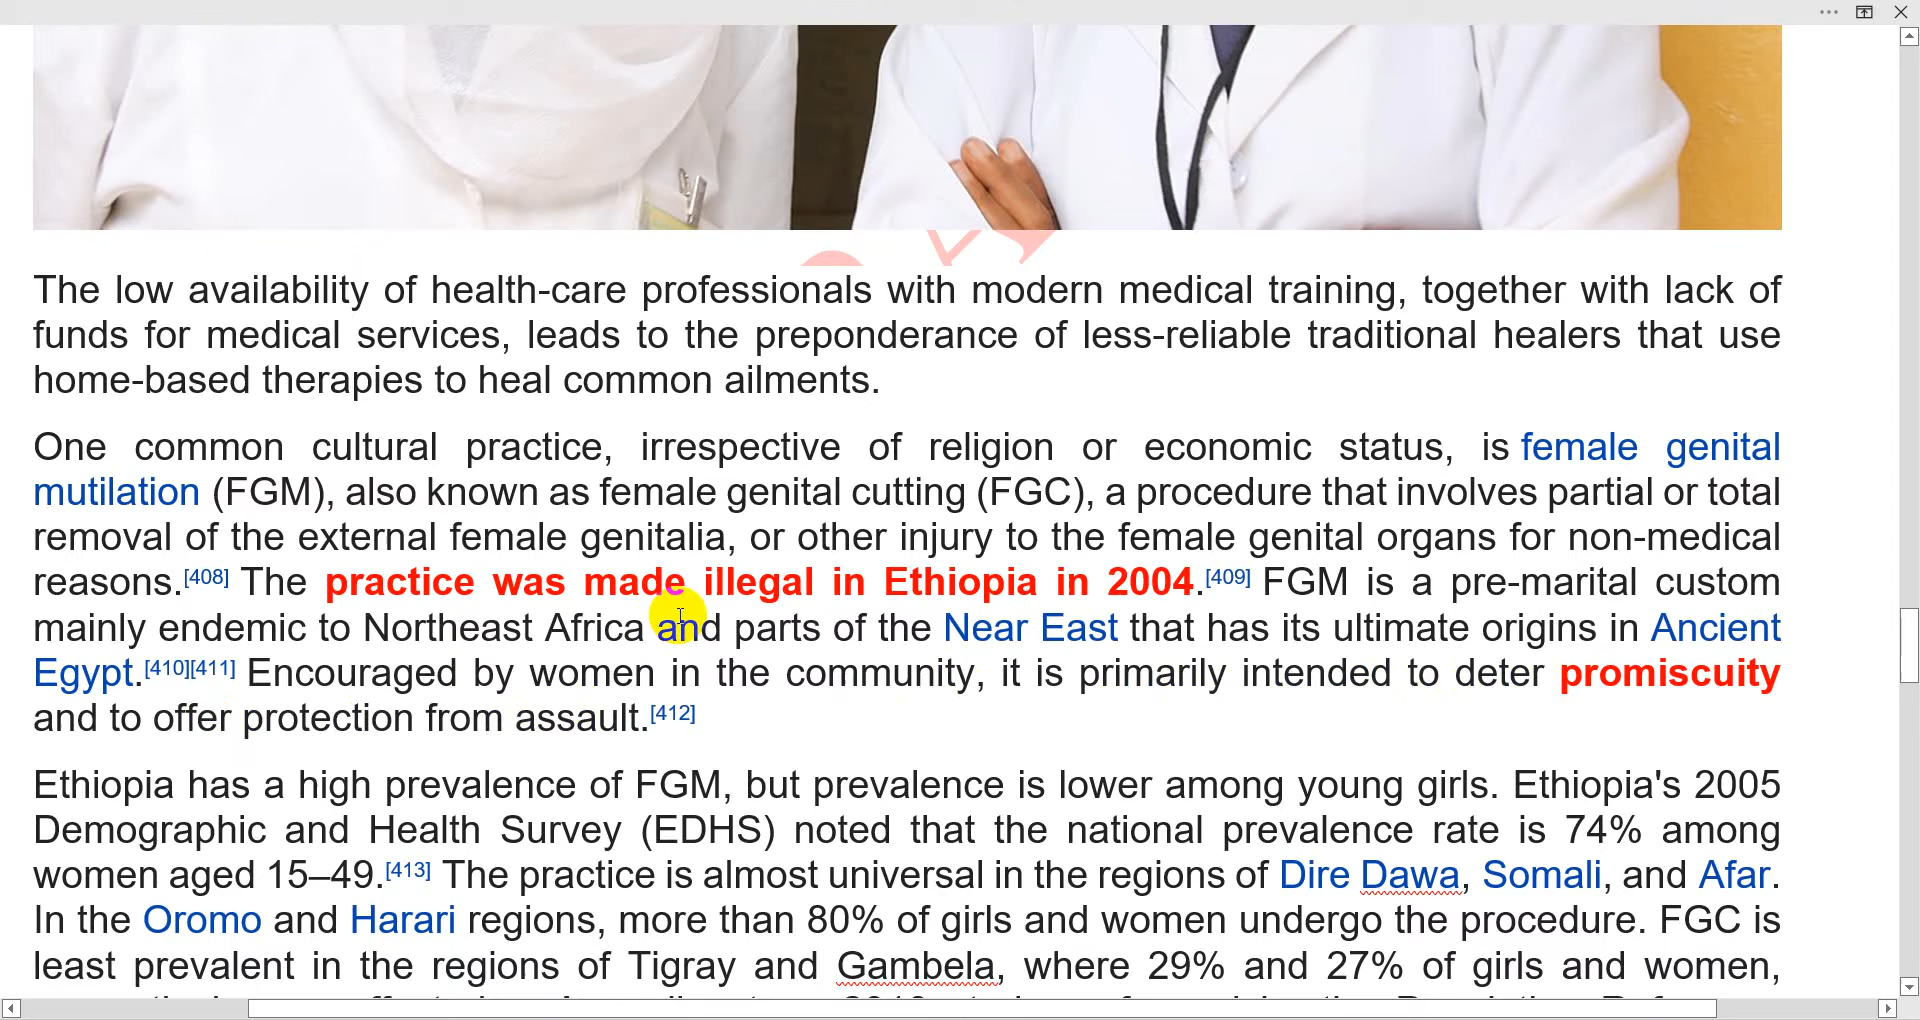 The low availability of health-care professionals with modern medical training, together with lack of
funds for medical services, leads to the preponderance of less-reliable traditional healers that use
home-based therapies to heal common ailments.
One common cultural practice, irrespective of religion or economic status, is female genital
mutilation (FGM), also known as female genital cutting (FGC), a procedure that involves partial or total
removal of the external female genitalia, or other injury to the female genital organs for non-medical
reasons.[408] The practice was made illegal in Ethiopia in 2004.[409] FGM is a pre-marital custom
mainly endemic to Northeast Africa and parts of the Near East that has its ultimate origins in Ancient
Egypt.[410][411] Encouraged by women in the community, it is primarily intended to deter promiscuity
and to offer protection from assault.[412]
Ethiopia has a high prevalence of FGM, but prevalence is lower among young girls. Ethiopia's 2005
Demographic and Health Survey (EDHS) noted that the national prevalence rate is 74% among
women aged 15–49.[413] The practice is almost universal in the regions of Dire Dawa, Somali, and Afar.
In the Oromo and Harari regions, more than 80% of girls and women undergo the procedure. FGC is
least prevalent in the regions of Tigray and Gambela, where 29% and 27% of girls and women,